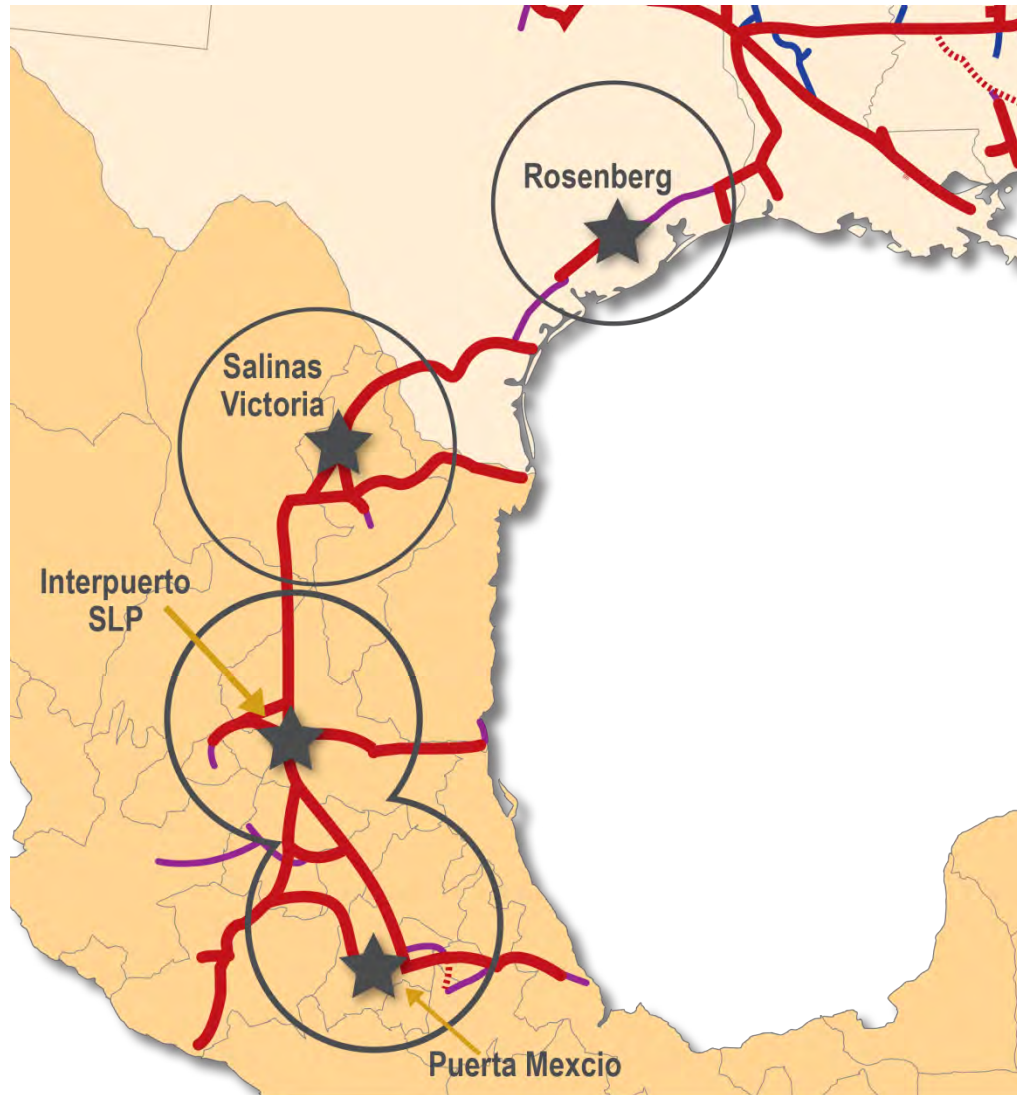 Rosenberg
Salinas
Victoria
Interpuerto
SLP
Puerta Mexcio